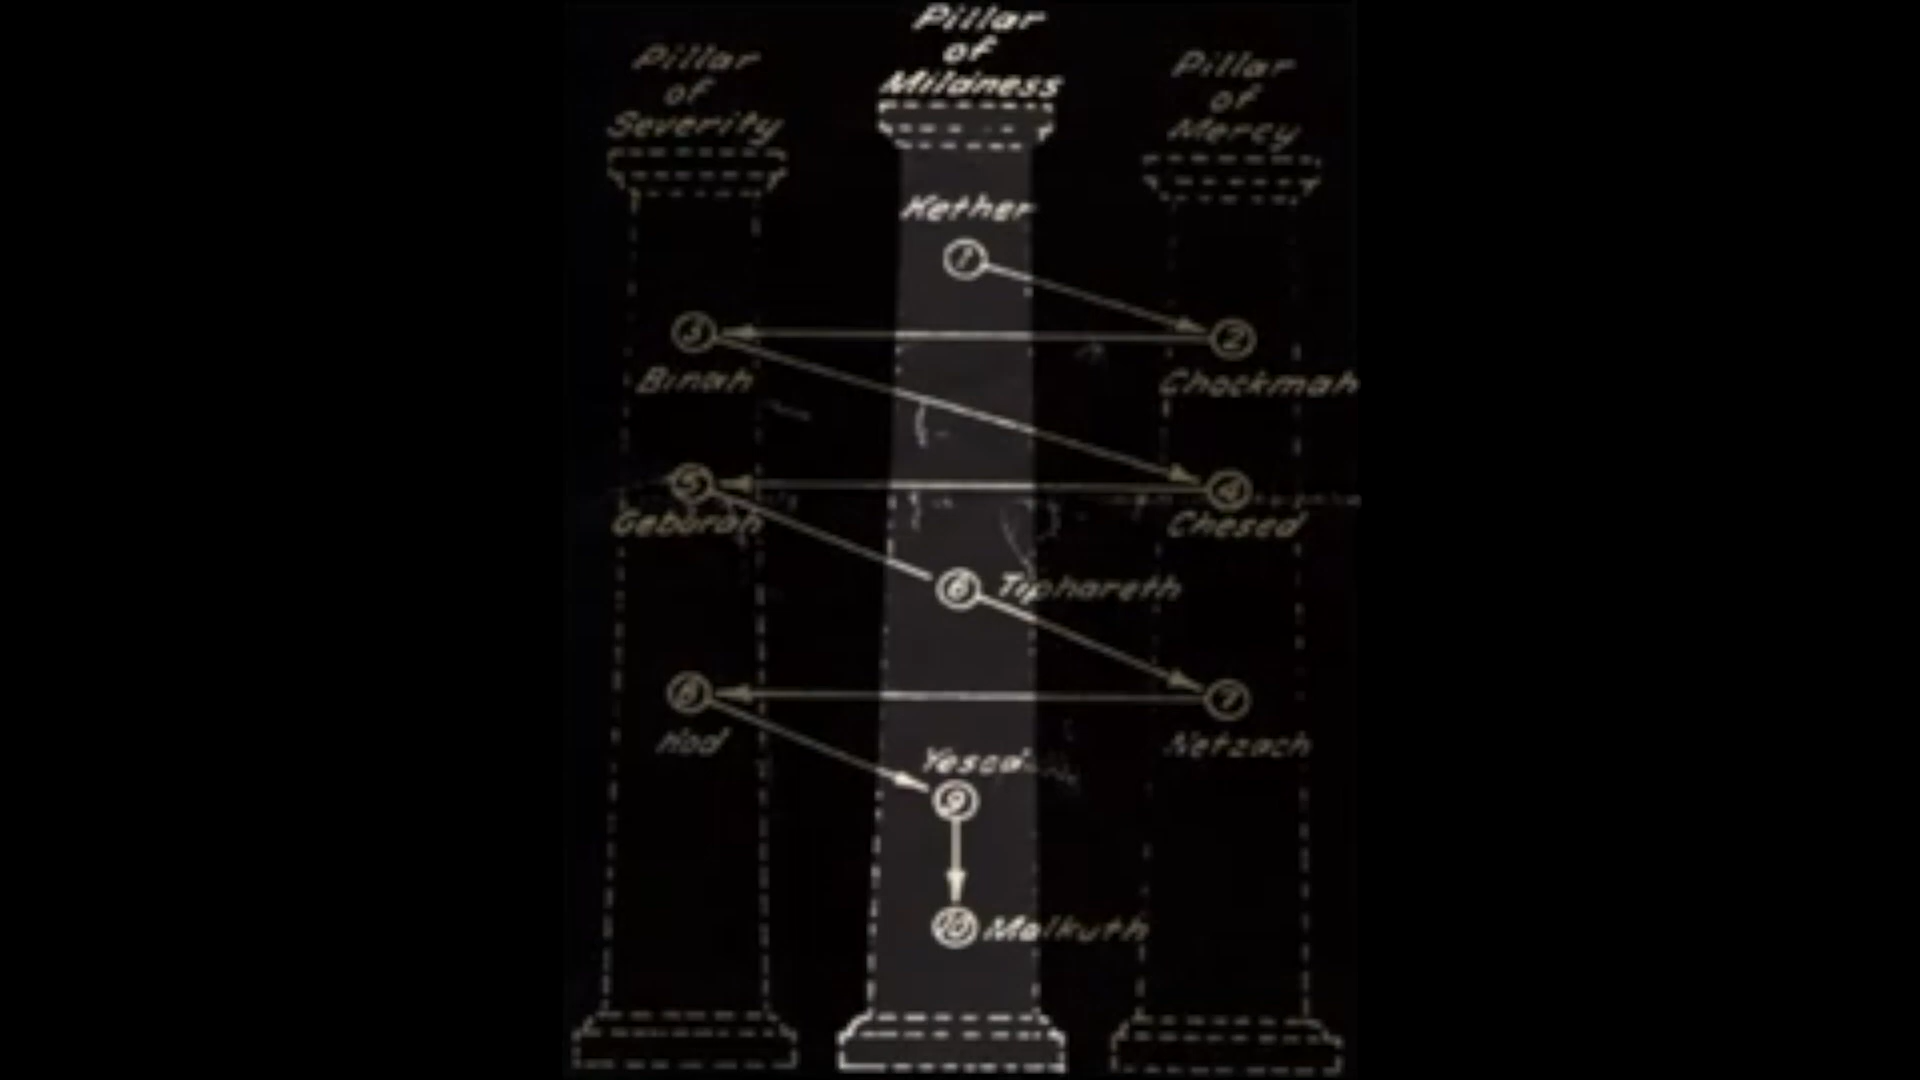 Pillar
of
Mildness
Pillar
of
Severity
Pillar
of
Mercy
Kether
1
3
2
Binah
Chockmah
5
4
Geburah
Chesed
6 Tiphareth
8
7
Hod
Netzach
Yesod
9
10 Malkuth